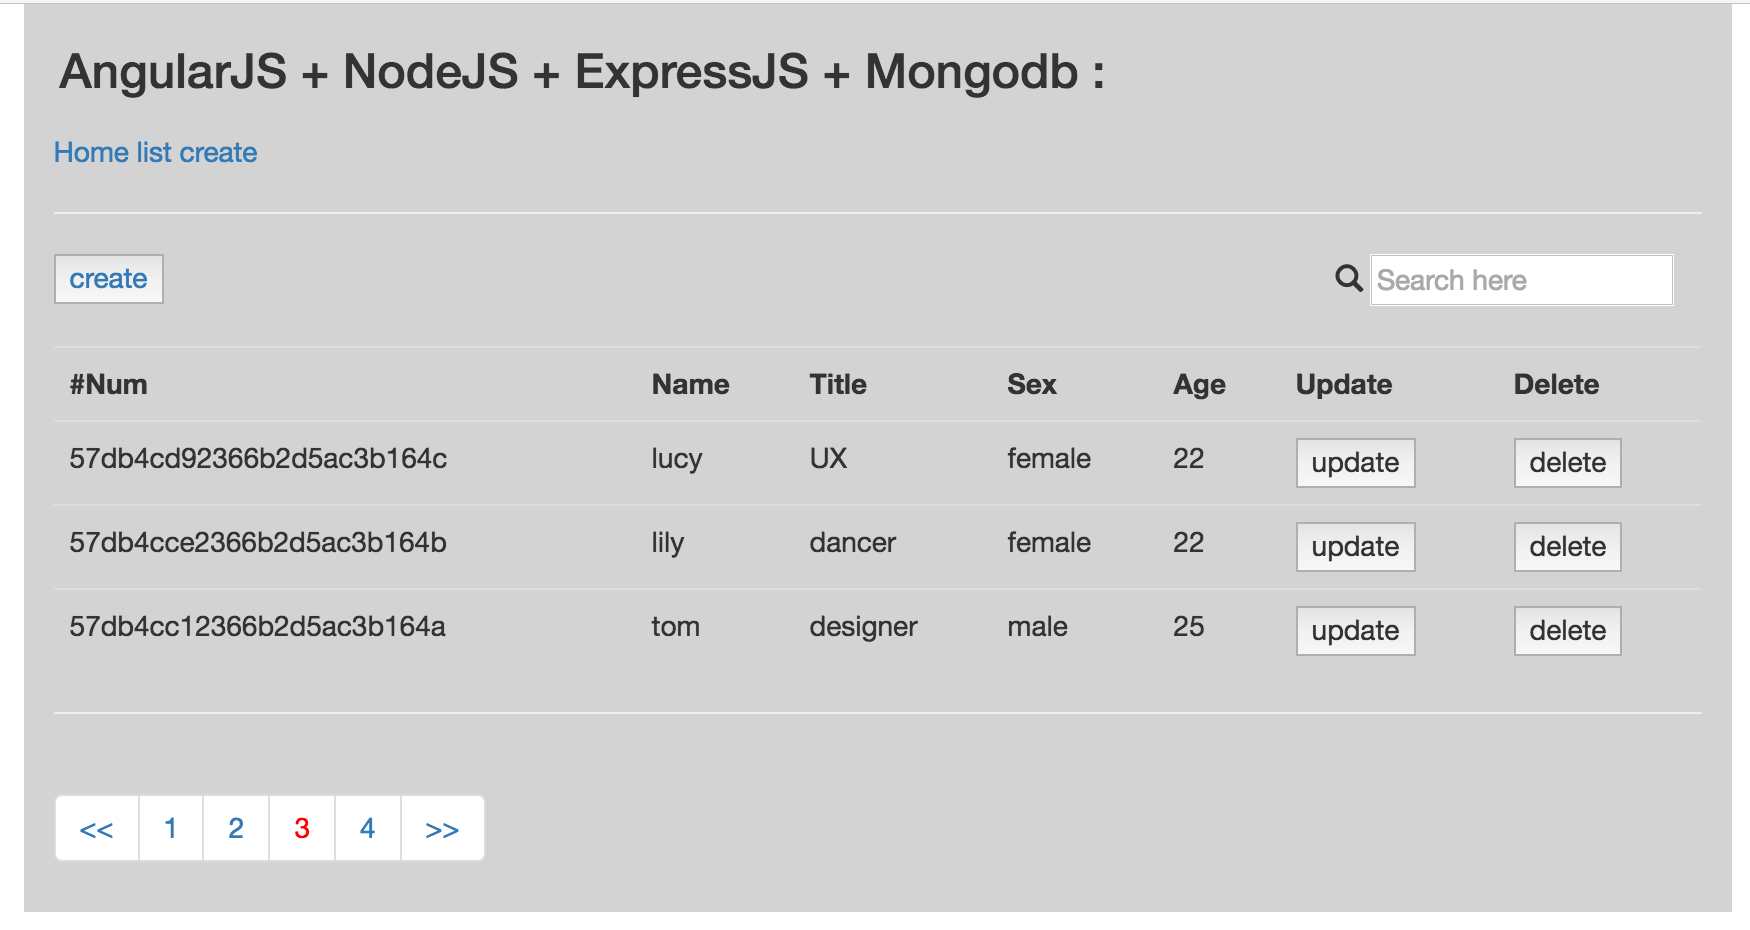 AngularJS + NodeJS + ExpressJS + Mongodb :
Home list create
create Search here
#Num Name Title Sex Age Update Delete
57db4cd92366b2d5ac3b164c lucy UX female 22 update delete
57db4cce2366b2d5ac3b164b lily dancer female 22 update delete
57db4cc12366b2d5ac3b164a tom designer male 25 update delete
<< 1 2 3 4 >>